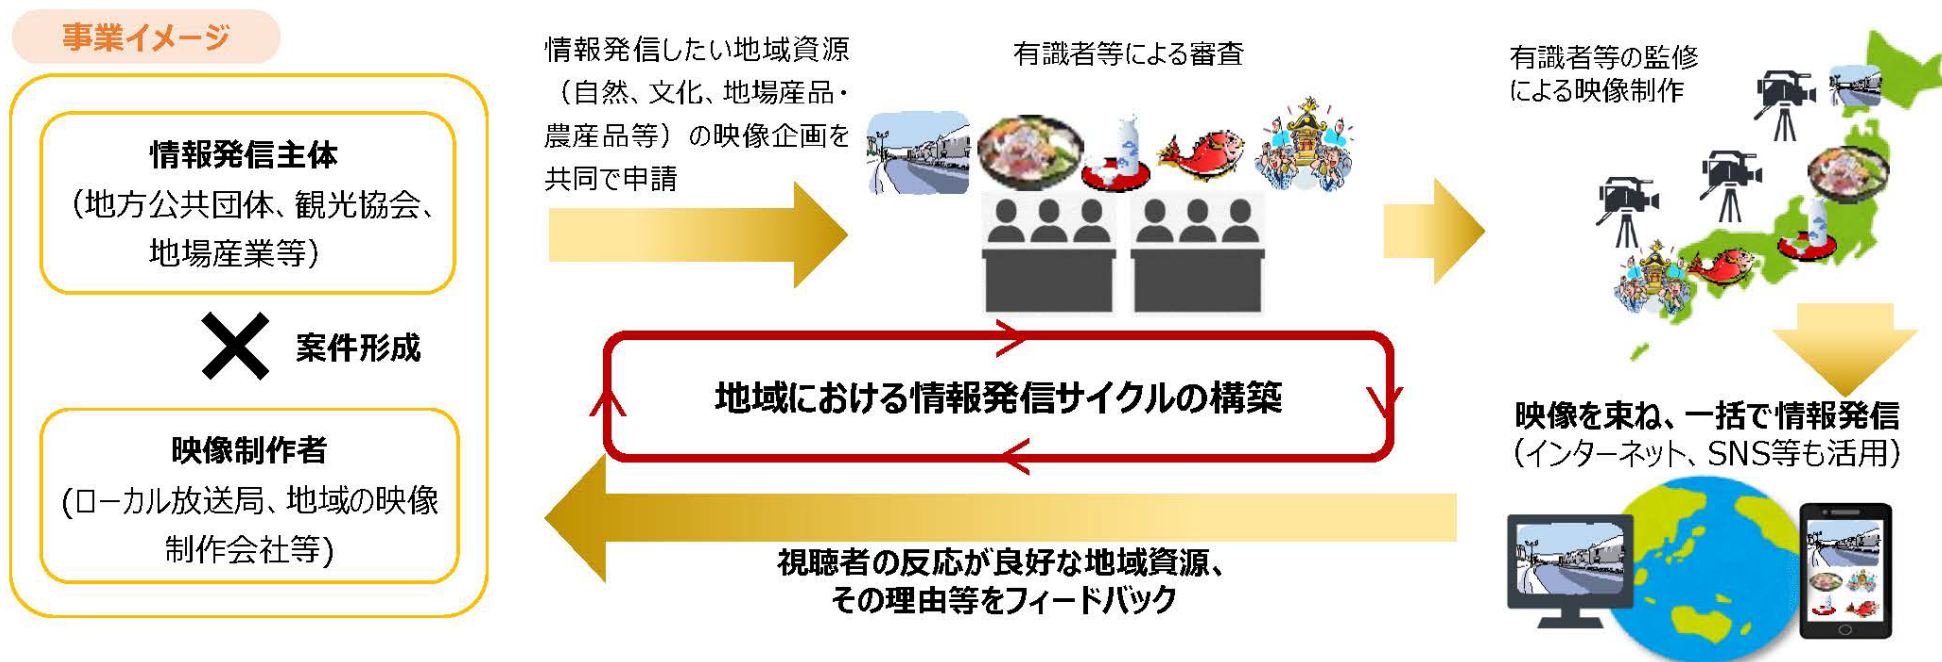 事業イメージ
情報発信主体
（地方公共団体、観光協会、
地場産業等）
案件形成
映像制作者
(ローカル放送局、地域の映像
制作会社等)
情報発信したい地域資源
（自然、文化、地場産品・
農産品等）の映像企画を
共同で申請
有識者等による審査
有識者等の監修
による映像制作
地域における情報発信サイクルの構築
映像を束ね、一括で情報発信
（インターネット、SNS等も活用）
視聴者の反応が良好な地域資源、
その理由等をフィードバック